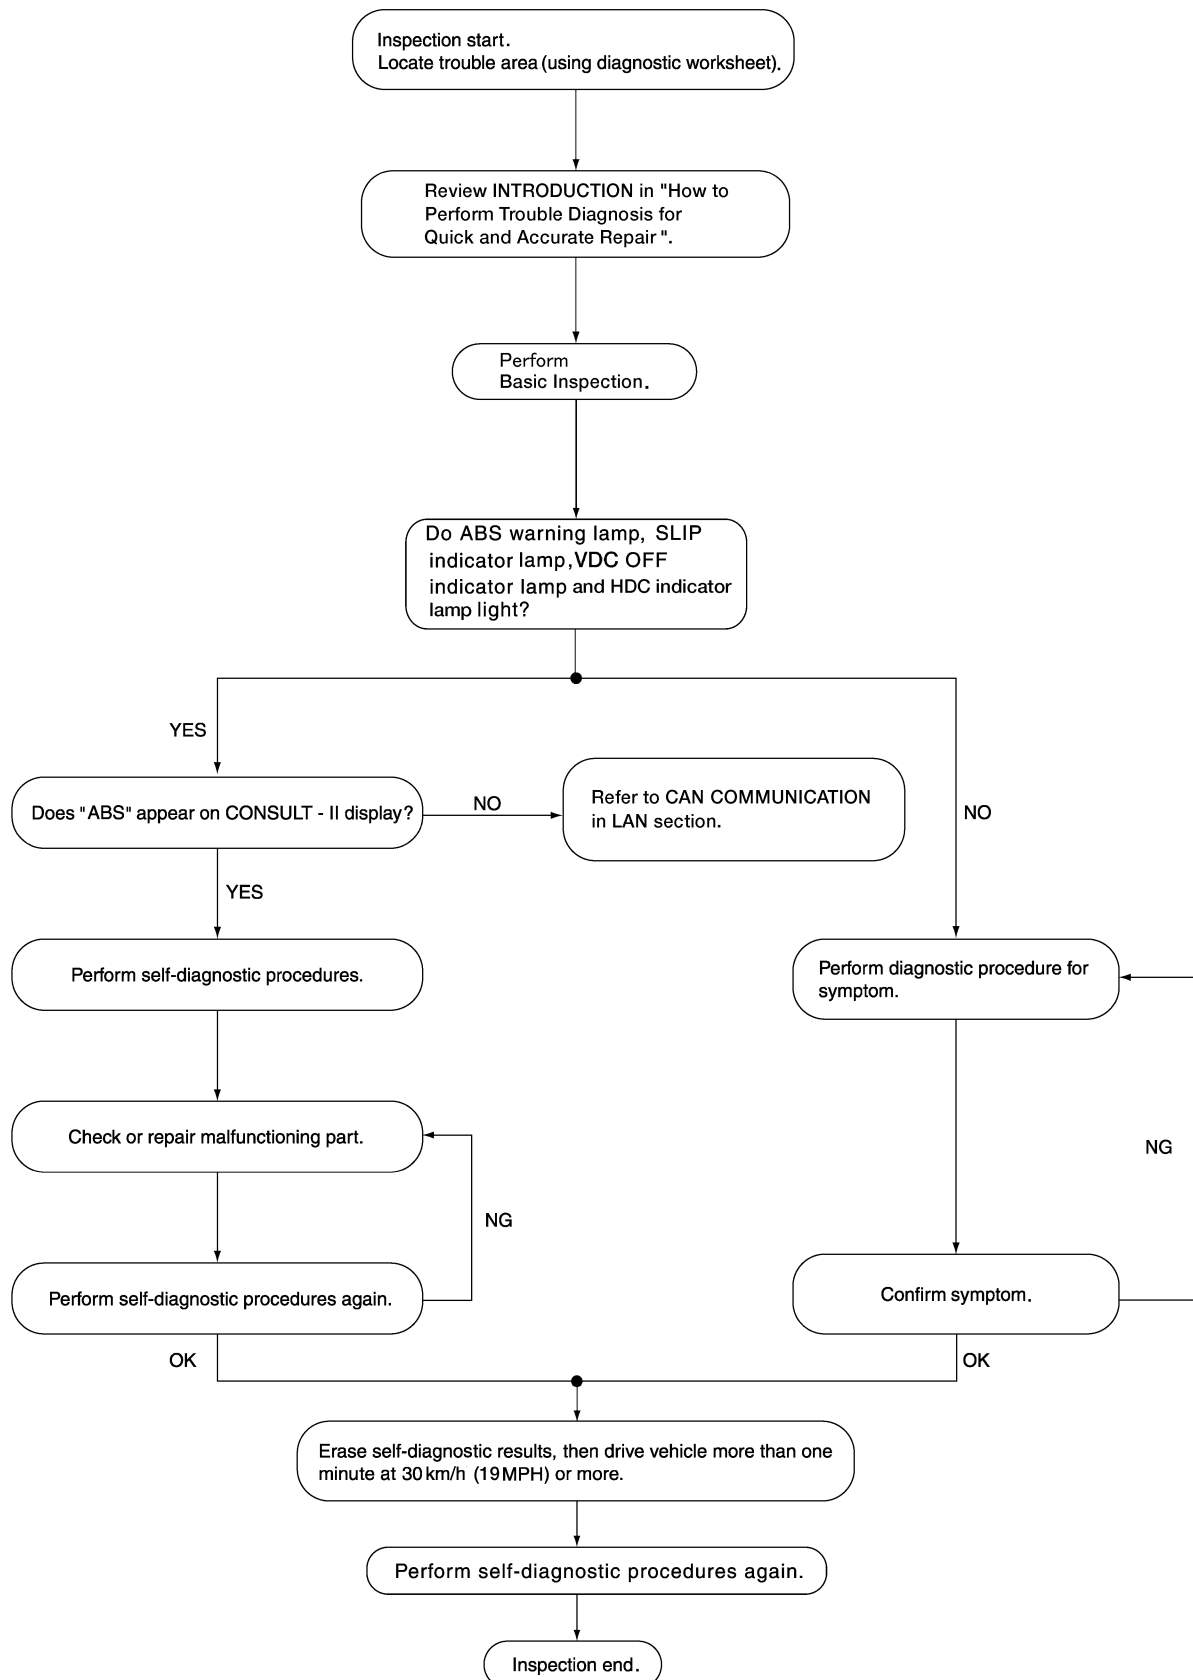 Inspection start.
Locate trouble area (using diagnostic worksheet).
Review INTRODUCTION in "How to
Perform Trouble Diagnosis for
Quick and Accurate Repair".
Perform
Basic Inspection.
Do ABS warning lamp, SLIP
indicator lamp, VDC OFF
indicator lamp and HDC indicator
lamp light?
YES
NO
Does "ABS" appear on CONSULT - II display?
NO
Refer to CAN COMMUNICATION
in LAN section.
YES
Perform self-diagnostic procedures.
Perform diagnostic procedure for
symptom.
Check or repair malfunctioning part.
NG
NG
Perform self-diagnostic procedures again.
Confirm symptom.
OK
OK
Erase self-diagnostic results, then drive vehicle more than one
minute at 30 km/h (19 MPH) or more.
Perform self-diagnostic procedures again.
Inspection end.